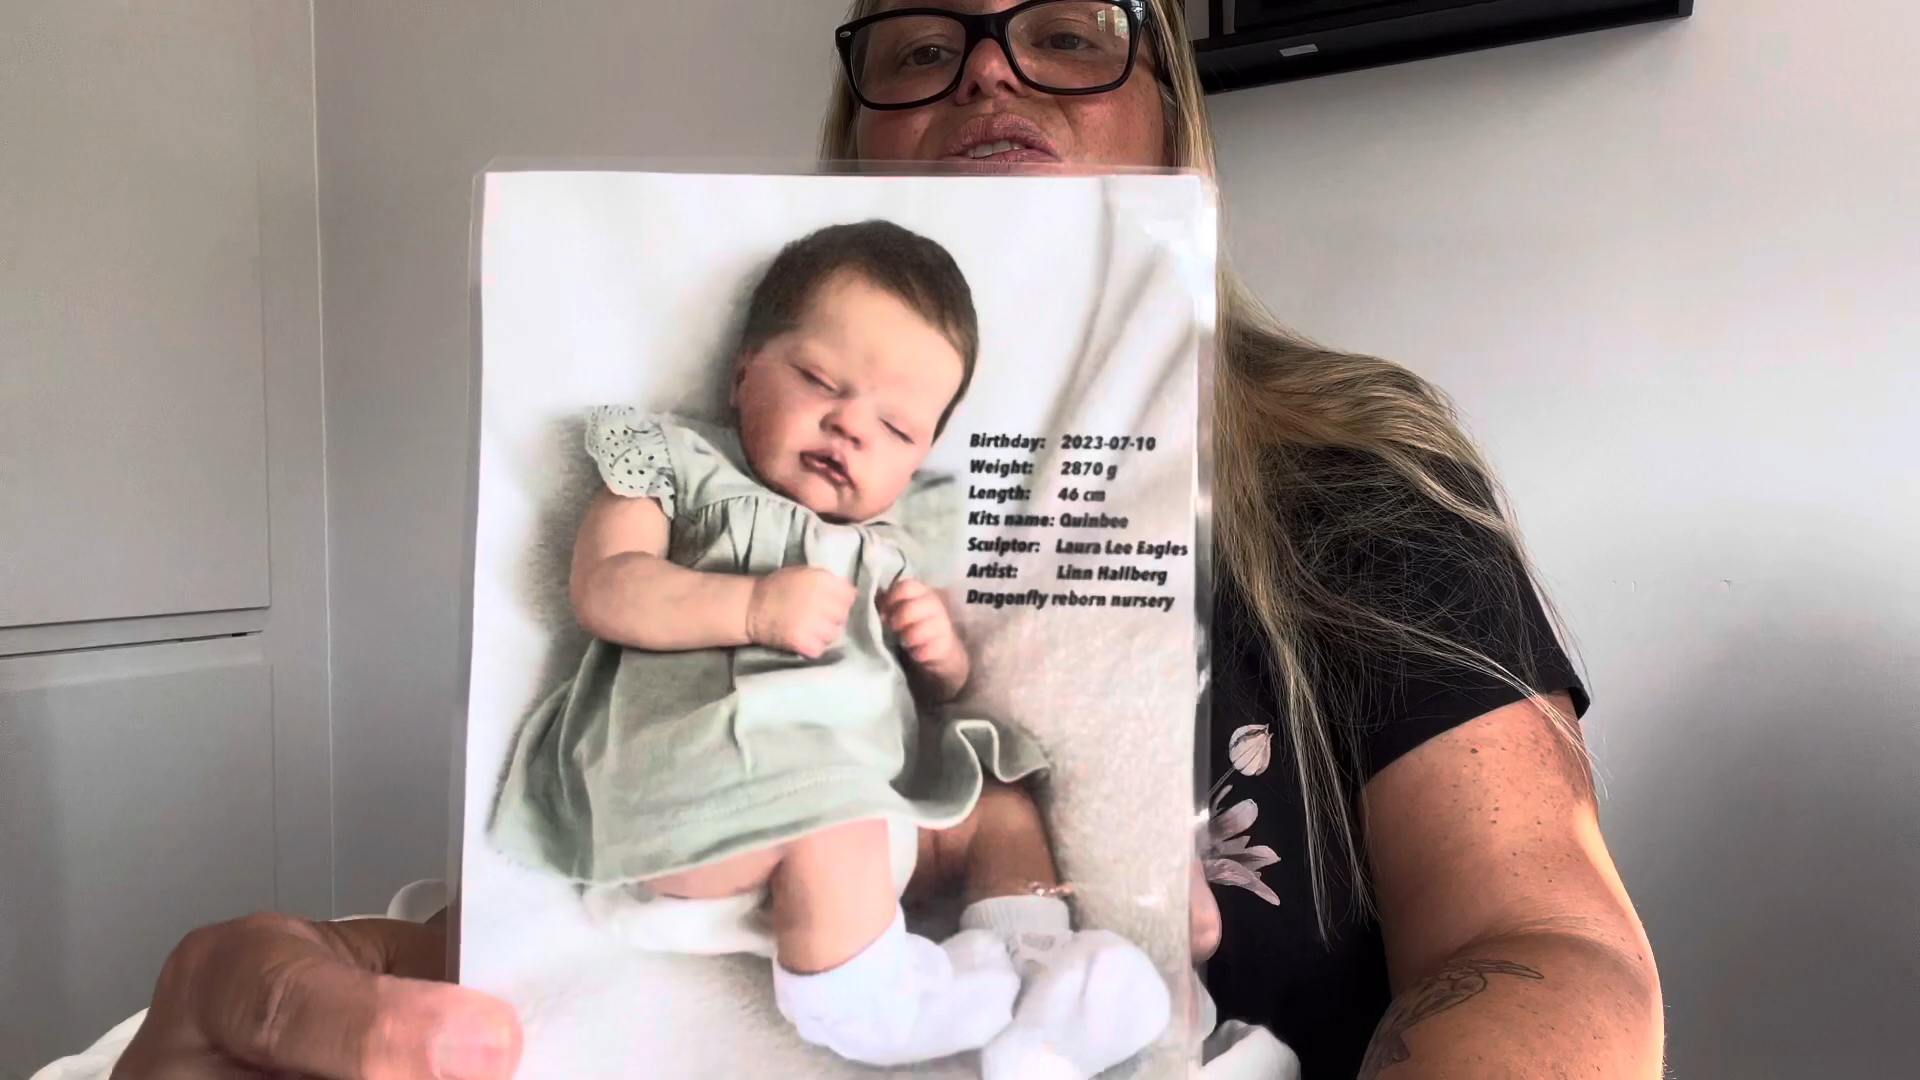 Birthday: 2023-07-10
Weight: 2870 g
Length: 46 cm
Kits name: Quinbee
Sculptor: Laura Lee Eagles
Artist: Linn Hallberg
Dragonfly reborn nursery